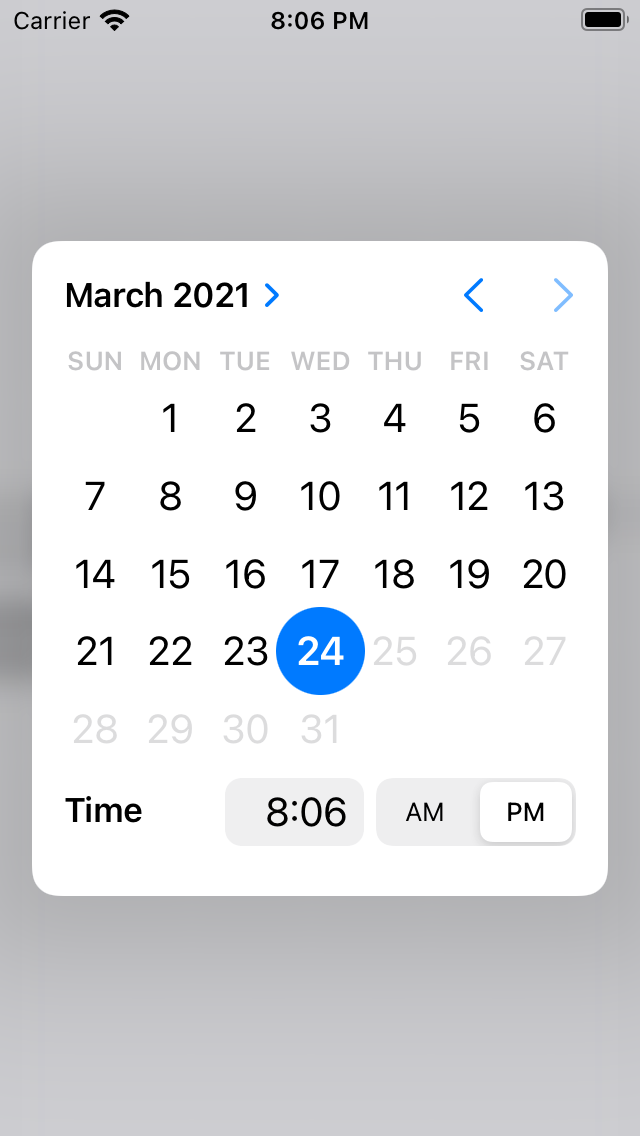 Carrier 8:06 PM
March 2021
SUN MON TUE WED THU FRI SAT
1 2 3 4 5 6
7 8 9 10 11 12 13
14 15 16 17 18 19 20
21 22 23 24 25 26 27
28 29 30 31
Time 8:06 AM PM